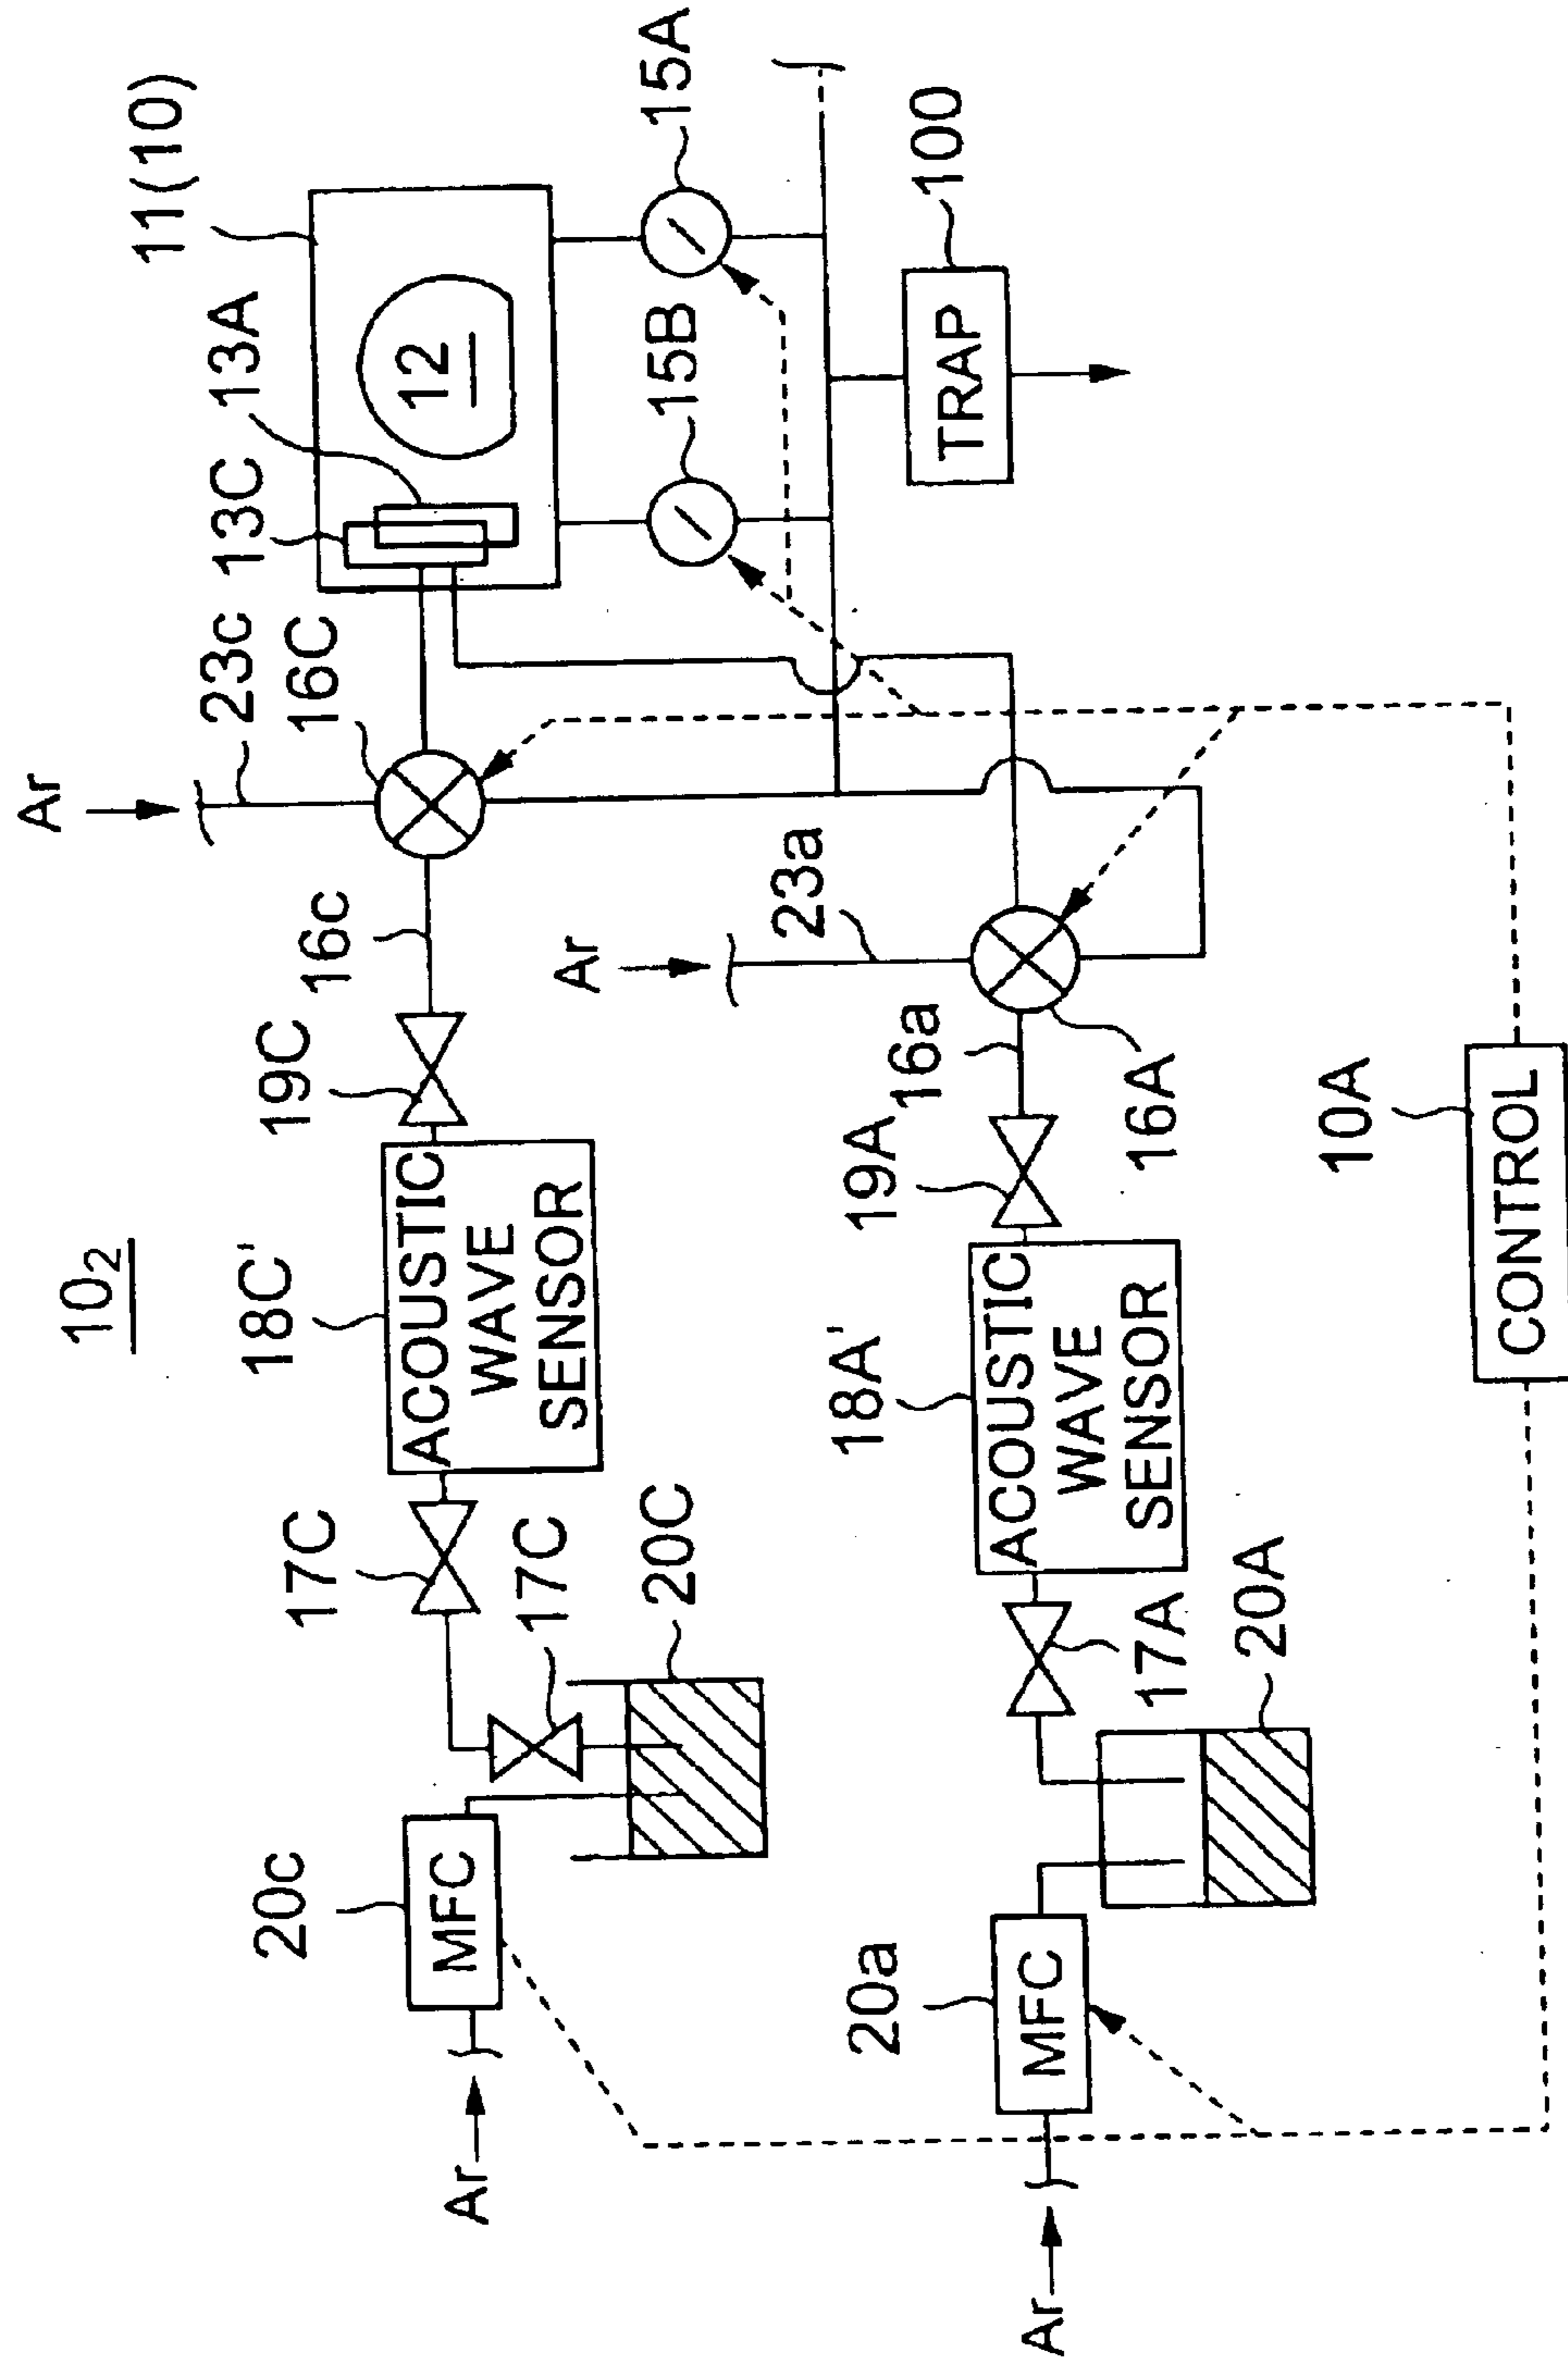 10₂
Ar
23c
16C
13C
13A
11(10)
15A
15B
12
TRAP
100
Ar
20c
MFC
17C
17C
20C
18C'
ACOUSTIC
WAVE
SENSOR
19C
16c
Ar
23a
Ar
20a
MFC
20A
17A
18A'
ACOUSTIC
WAVE
SENSOR
19A
16a
16A
10A
CONTROL